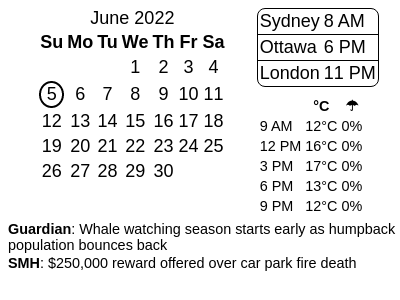 June 2022
Su Mo Tu We Th Fr Sa
1 2 3 4
5 6 7 8 9 10 11
12 13 14 15 16 17 18
19 20 21 22 23 24 25
26 27 28 29 30
Sydney 8 AM
Ottawa 6 PM
London 11 PM
°C ☂
9 AM 12°C 0%
12 PM 16°C 0%
3 PM 17°C 0%
6 PM 13°C 0%
9 PM 12°C 0%
Guardian: Whale watching season starts early as humpback
population bounces back
SMH: $250,000 reward offered over car park fire death